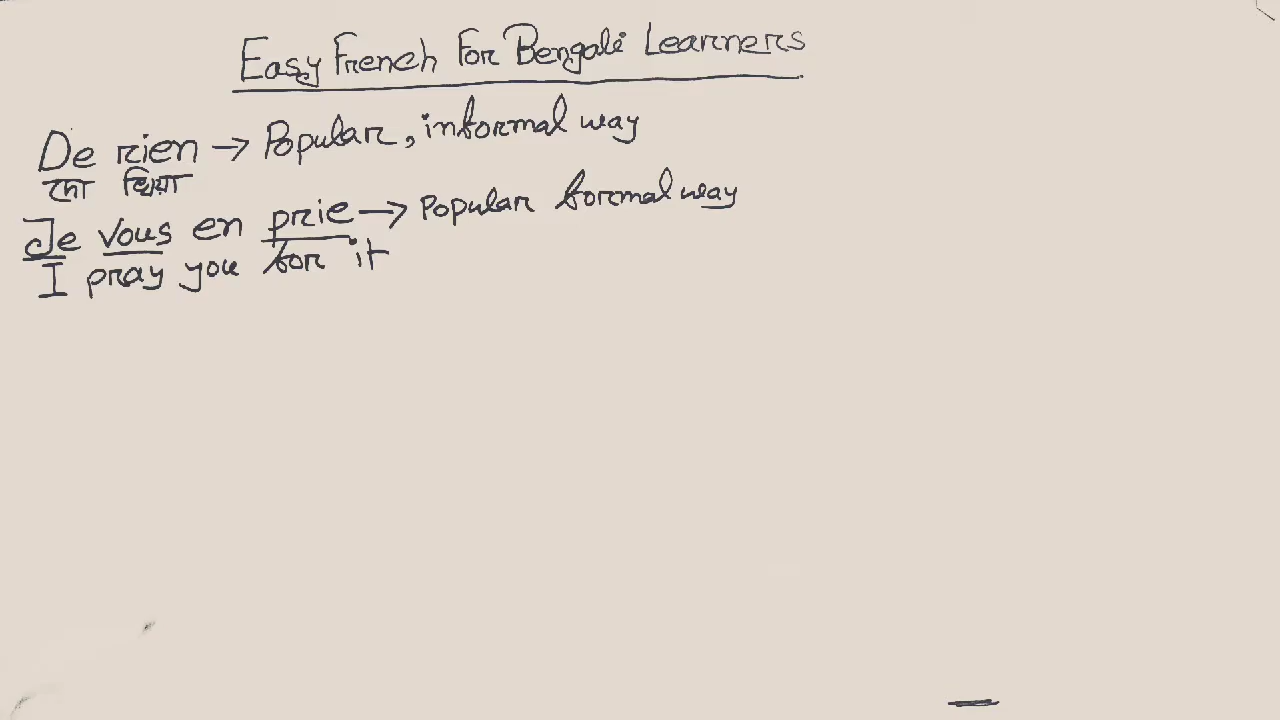 Easy French For Bengali Learners
De rien → Popular, informal way
দো খ্রিয়া
Je vous en prie → Popular formal way
I pray you for it